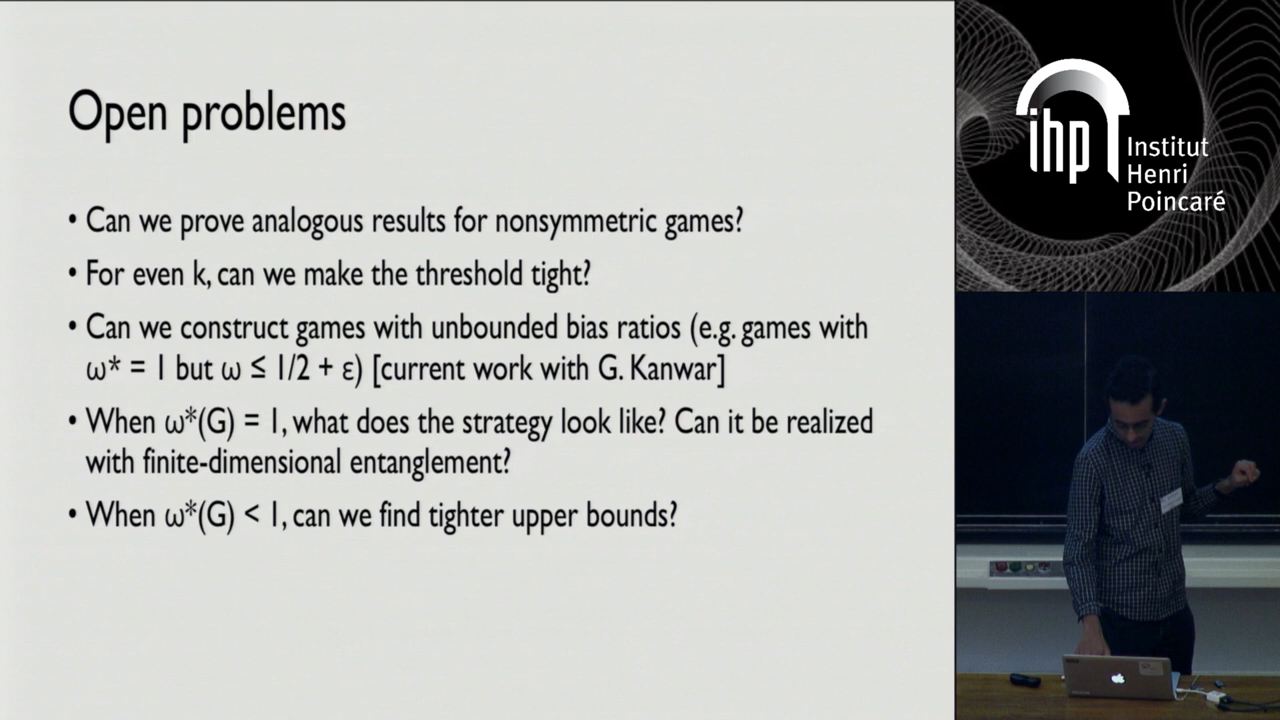 Open problems
• Can we prove analogous results for nonsymmetric games?
• For even k, can we make the threshold tight?
• Can we construct games with unbounded bias ratios (e.g. games with
ω* = 1 but ω ≤ 1/2 + ε) [current work with G. Kanwar]
• When ω*(G) = 1, what does the strategy look like? Can it be realized
with finite-dimensional entanglement?
• When ω*(G) < 1, can we find tighter upper bounds?
ihp
Institut
Henri
Poincaré